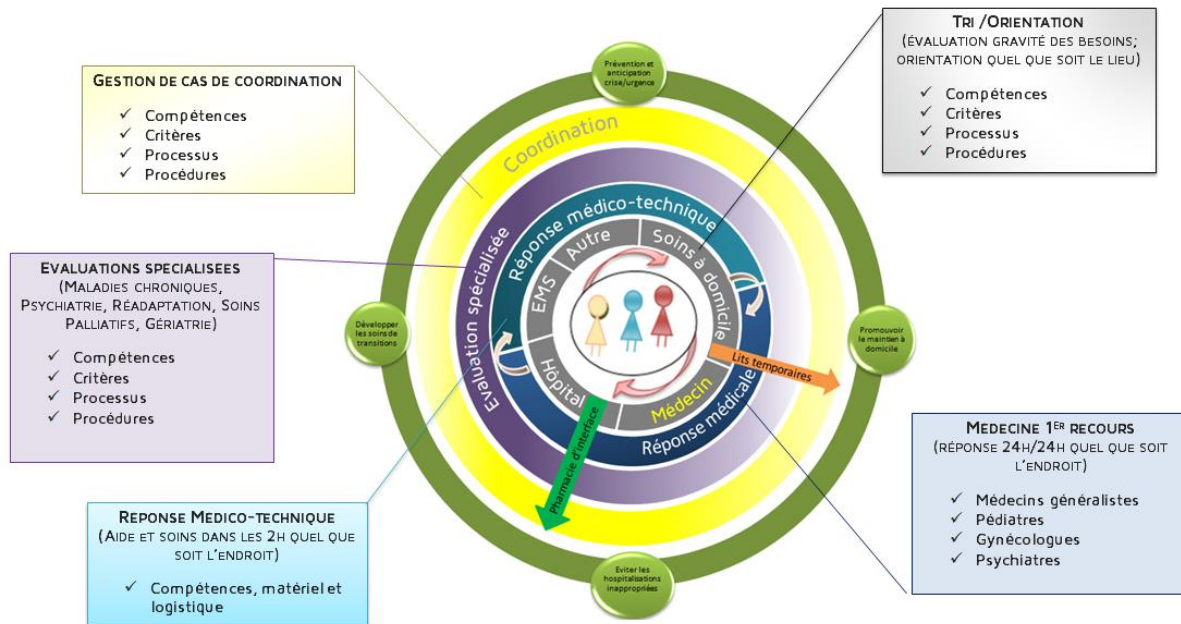 TRI /ORIENTATION
(ÉVALUATION GRAVITÉ DES BESOINS;
ORIENTATION QUEL QUE SOIT LE LIEU)
✓ Compétences
✓ Critères
✓ Processus
✓ Procédures
GESTION DE CAS DE COORDINATION
✓ Compétences
✓ Critères
✓ Processus
✓ Procédures
Prévention et
anticipation
crise/urgence
Coordination
Evaluation spécialisée
Réponse médico-technique
Autre
Soins à domicile
EMS
Hôpital
Médecin
Réponse médicale
Lits temporaires
Pharmacie d'interface
EVALUATIONS SPECIALISEES
(MALADIES CHRONIQUES,
PSYCHIATRIE, RÉADAPTATION, SOINS
PALLIATIFS, GÉRIATRIE)
✓ Compétences
✓ Critères
✓ Processus
✓ Procédures
Développer
les soins de
transitions
Promouvoir
le maintien à
domicile
MEDECINE 1ER RECOURS
(RÉPONSE 24H/24H QUEL QUE SOIT
L'ENDROIT)
✓ Médecins généralistes
✓ Pédiatres
✓ Gynécologues
✓ Psychiatres
REPONSE MEDICO-TECHNIQUE
(AIDE ET SOINS DANS LES 2H QUEL QUE
SOIT L'ENDROIT)
✓ Compétences, matériel et
logistique
Eviter les
hospitalisations
inappropriées